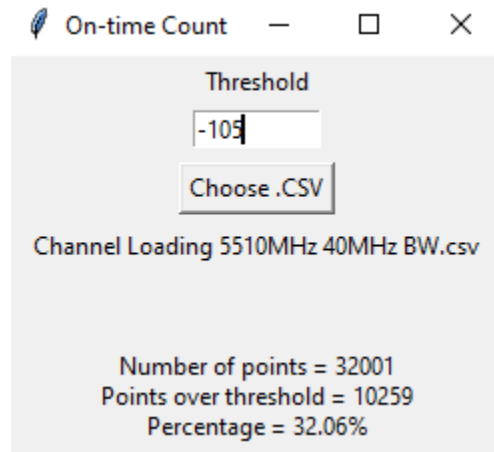 On-time Count
Threshold
-105
Choose .CSV
Channel Loading 5510MHz 40MHz BW.csv
Number of points = 32001
Points over threshold = 10259
Percentage = 32.06%